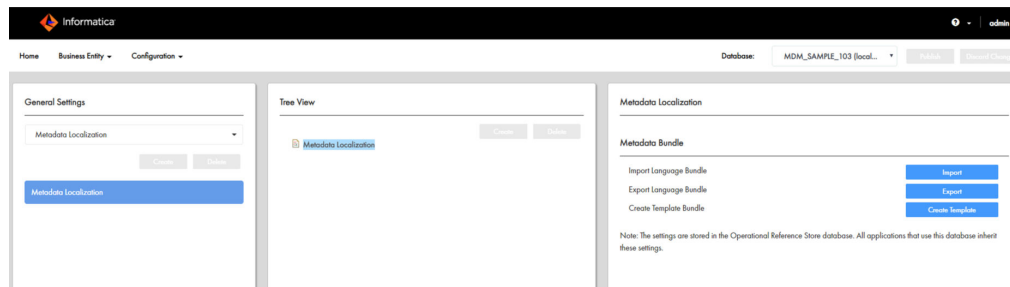 Informatica
admin
Home Business Entity Configuration Database: MDM_SAMPLE_103 (local... Publish Discard Chang
General Settings
Metadata Localization
Create Delete
Metadata Localization
Tree View
Create Delete
Metadata Localization
Metadata Localization
Metadata Bundle
Import Language Bundle Import
Export Language Bundle Export
Create Template Bundle Create Template
Note: The settings are stored in the Operational Reference Store database. All applications that use this database inherit
these settings.